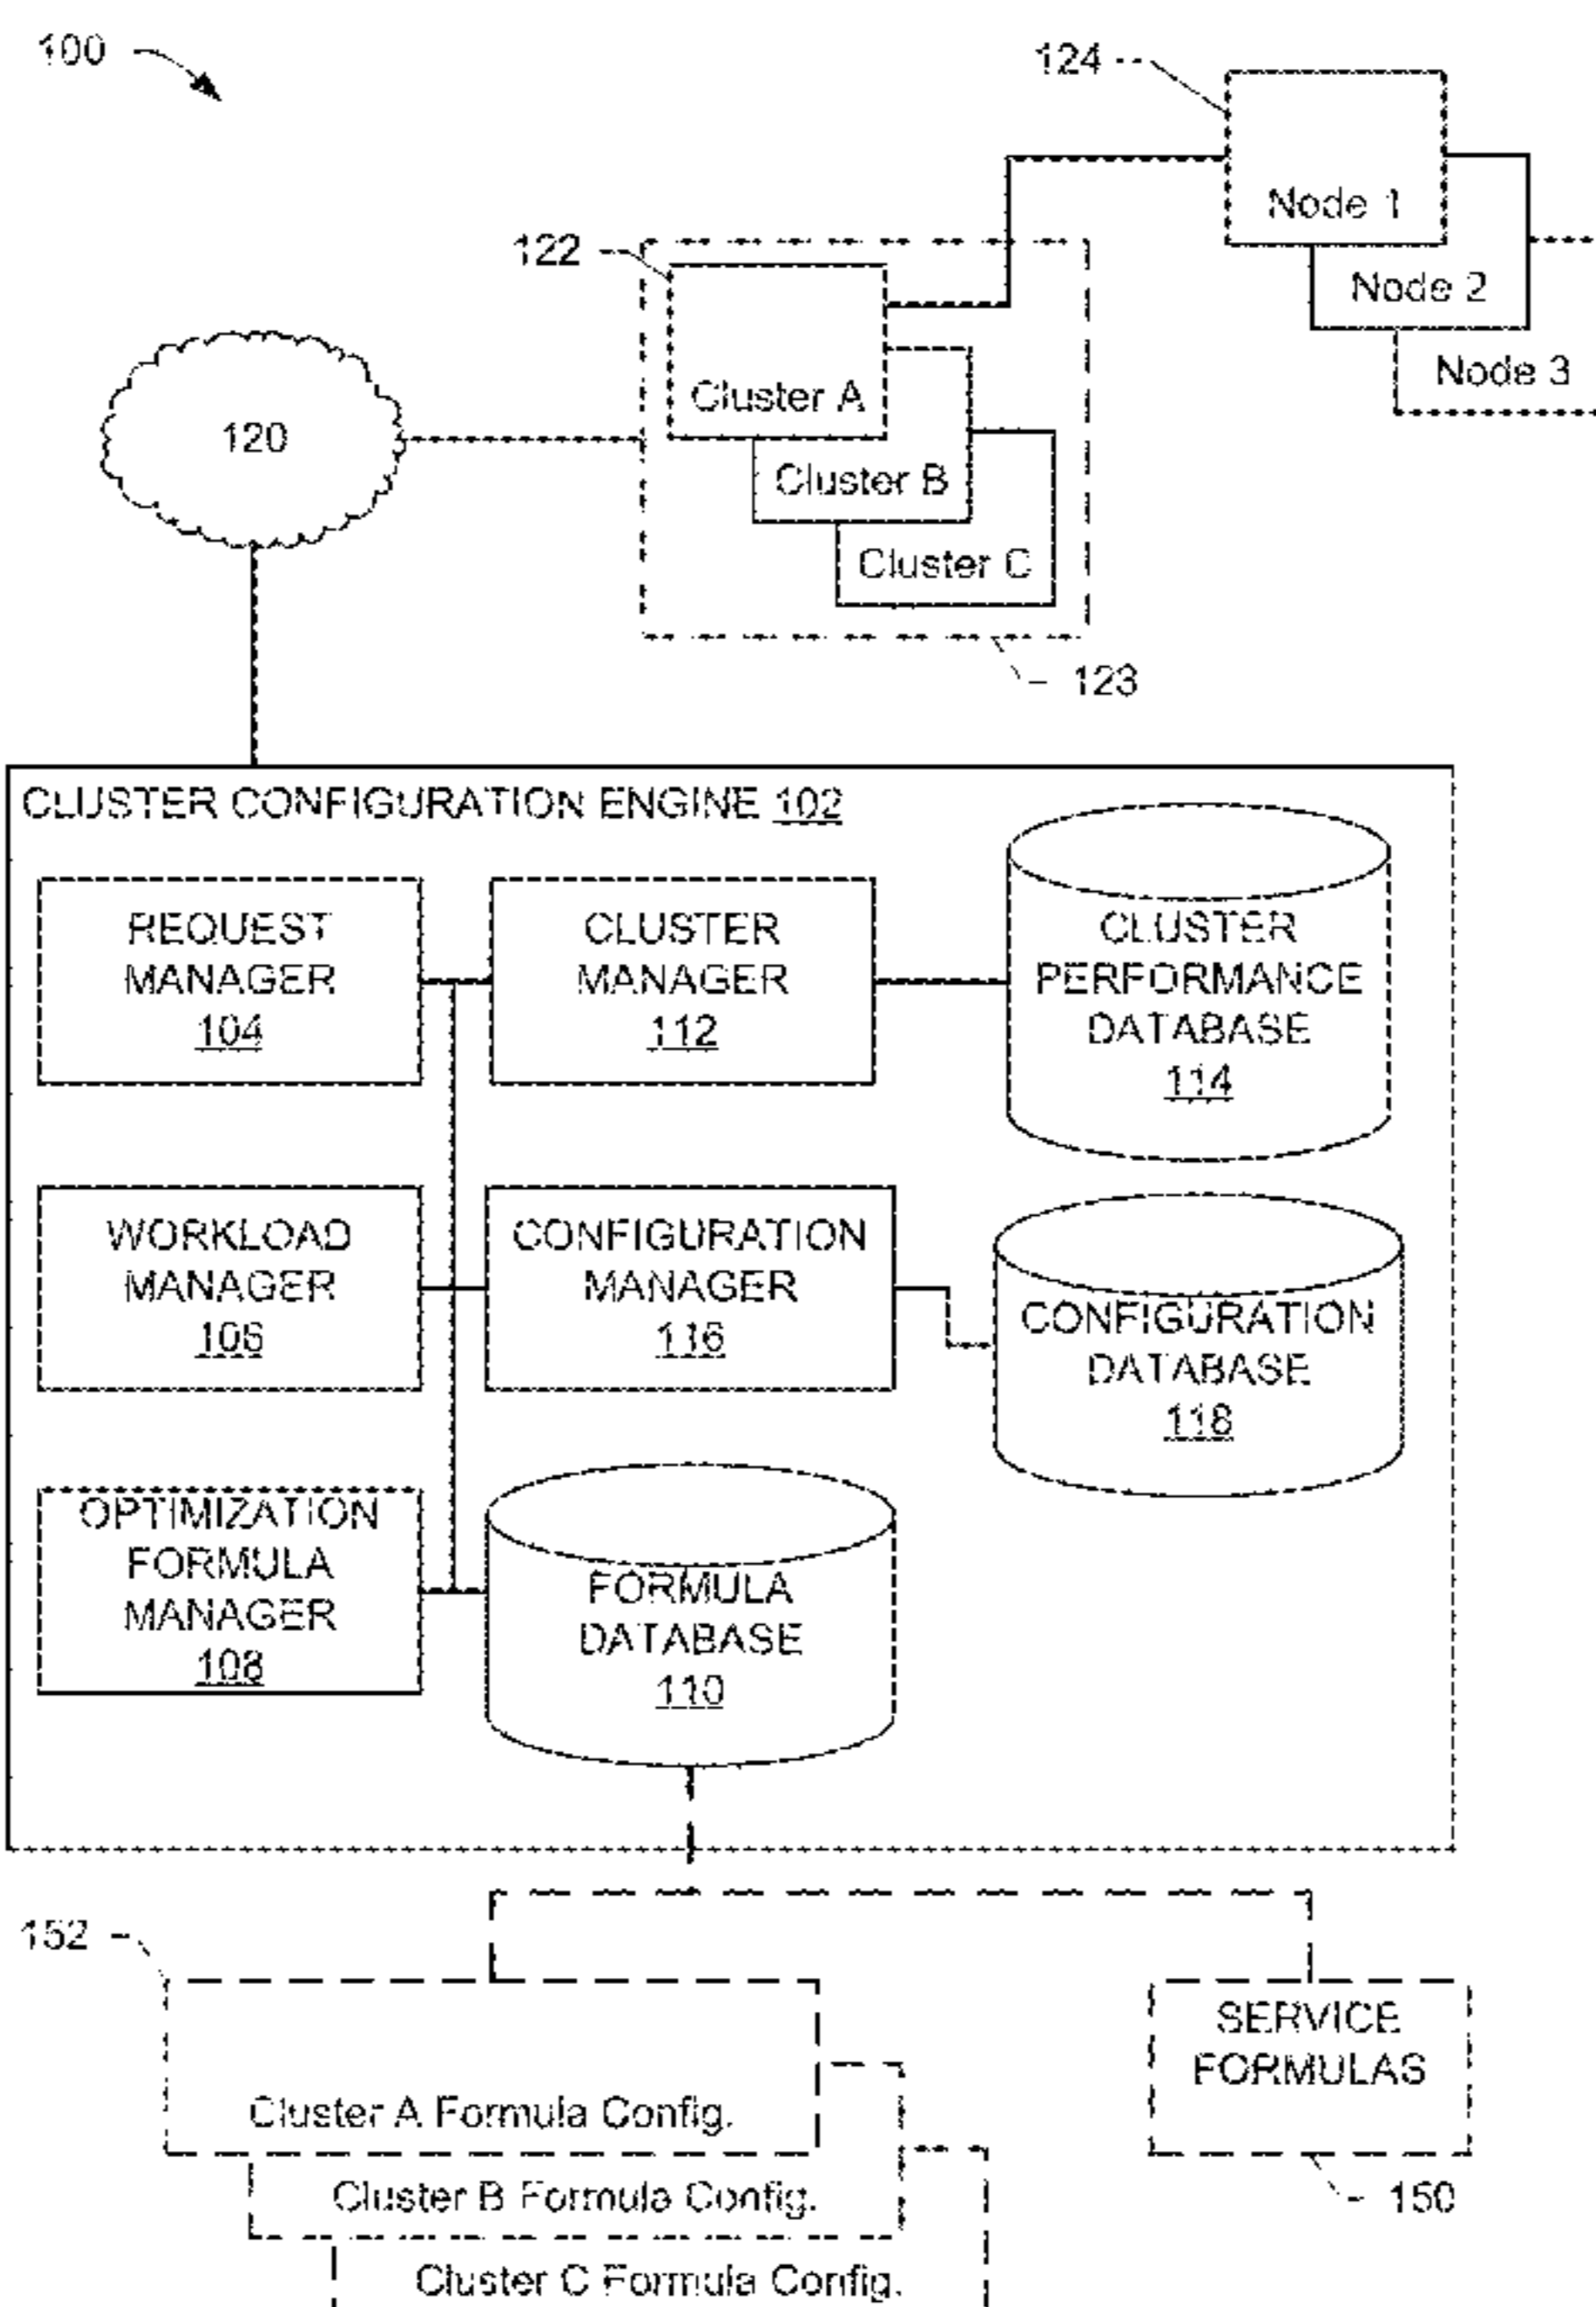 100
124
Node 1
122
Node 2
Node 3
Cluster A
120
Cluster B
Cluster C
123
CLUSTER CONFIGURATION ENGINE 102
REQUEST
MANAGER
104
CLUSTER
MANAGER
112
CLUSTER
PERFORMANCE
DATABASE
114
WORKLOAD
MANAGER
106
CONFIGURATION
MANAGER
116
CONFIGURATION
DATABASE
118
OPTIMIZATION
FORMULA
MANAGER
108
FORMULA
DATABASE
110
152
SERVICE
FORMULAS
Cluster A Formula Config.
Cluster B Formula Config.
150
Cluster C Formula Config.